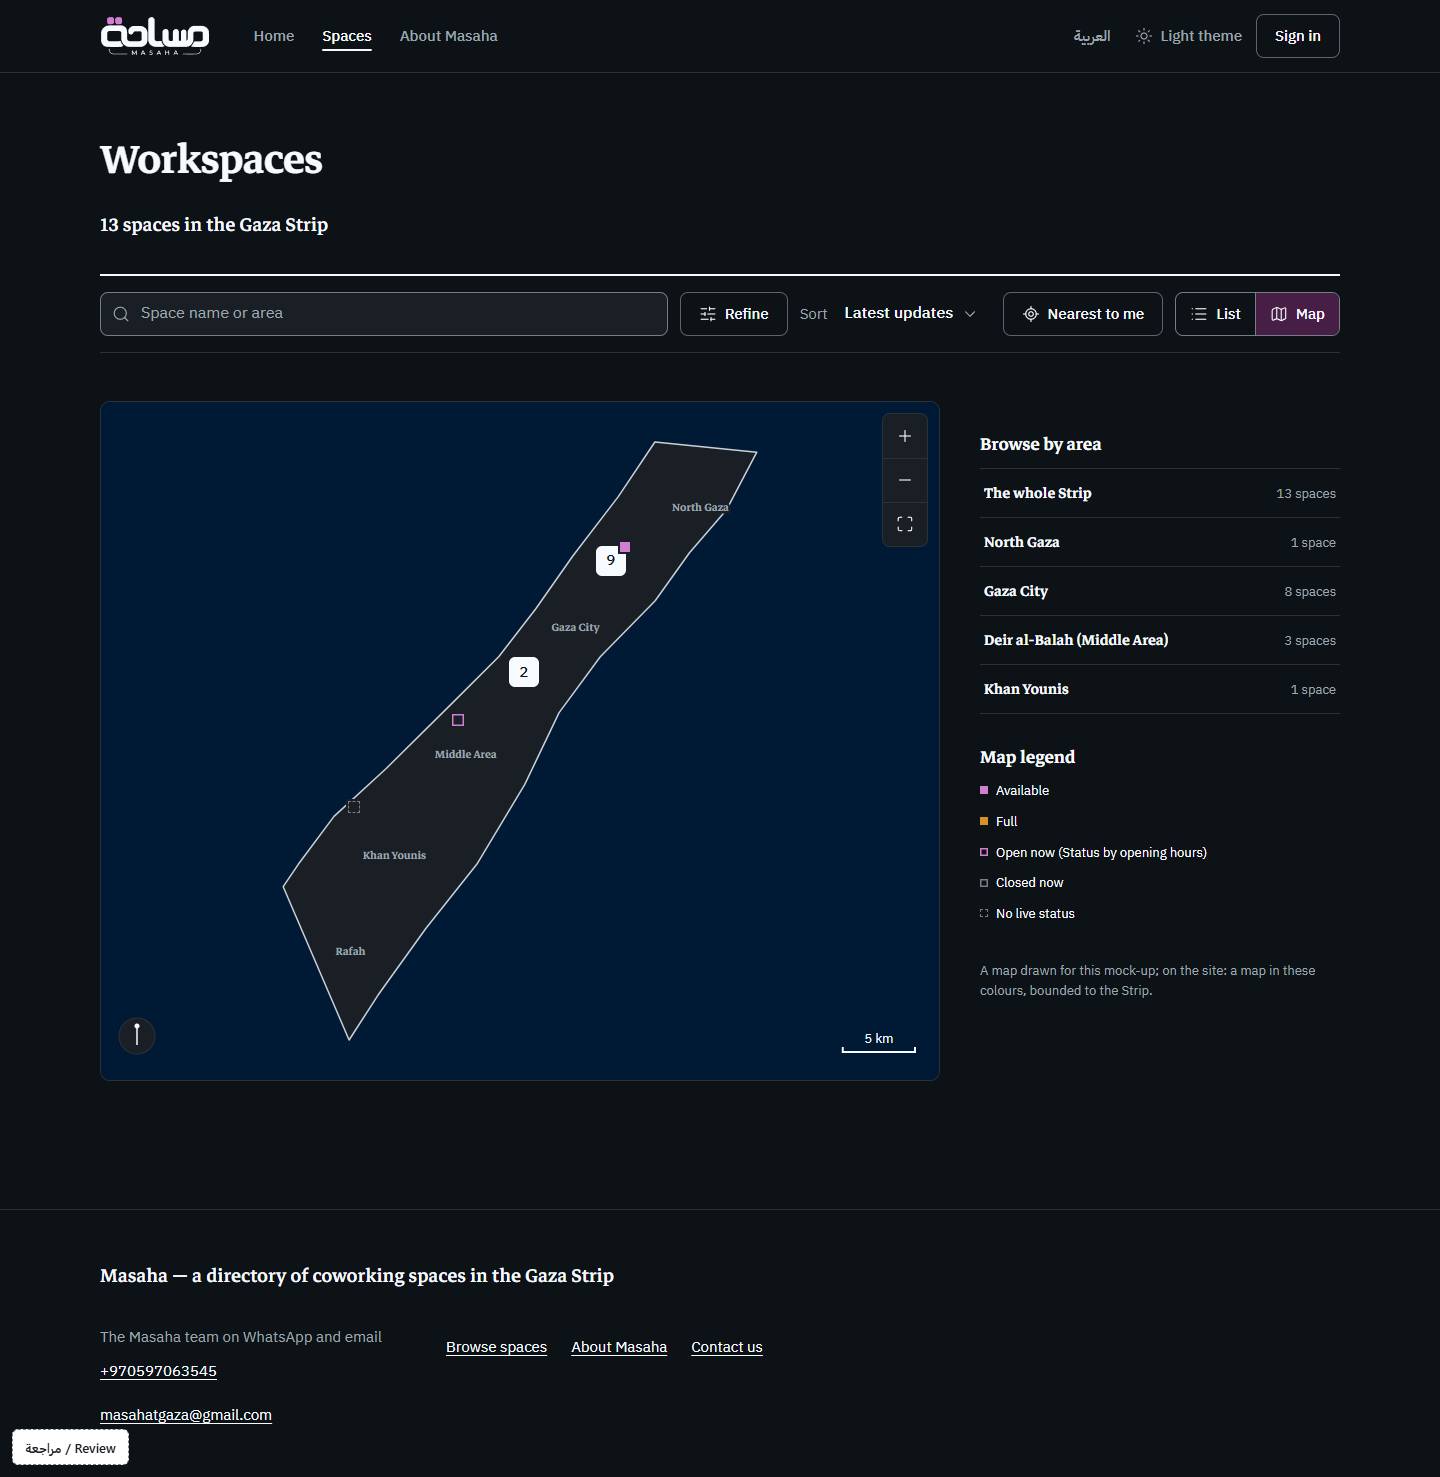 مساحة
MASAHA
Home
Spaces
About Masaha
العربية
Light theme
Sign in
Workspaces
13 spaces in the Gaza Strip
Space name or area
Refine
Sort
Latest updates
Nearest to me
List
Map
North Gaza
9
Gaza City
2
Middle Area
Khan Younis
Rafah
5 km
Browse by area
The whole Strip 13 spaces
North Gaza 1 space
Gaza City 8 spaces
Deir al-Balah (Middle Area) 3 spaces
Khan Younis 1 space
Map legend
Available
Full
Open now (Status by opening hours)
Closed now
No live status
A map drawn for this mock-up; on the site: a map in these
colours, bounded to the Strip.
Masaha — a directory of coworking spaces in the Gaza Strip
The Masaha team on WhatsApp and email
+970597063545
masahatgaza@gmail.com
Browse spaces
About Masaha
Contact us
مراجعة / Review